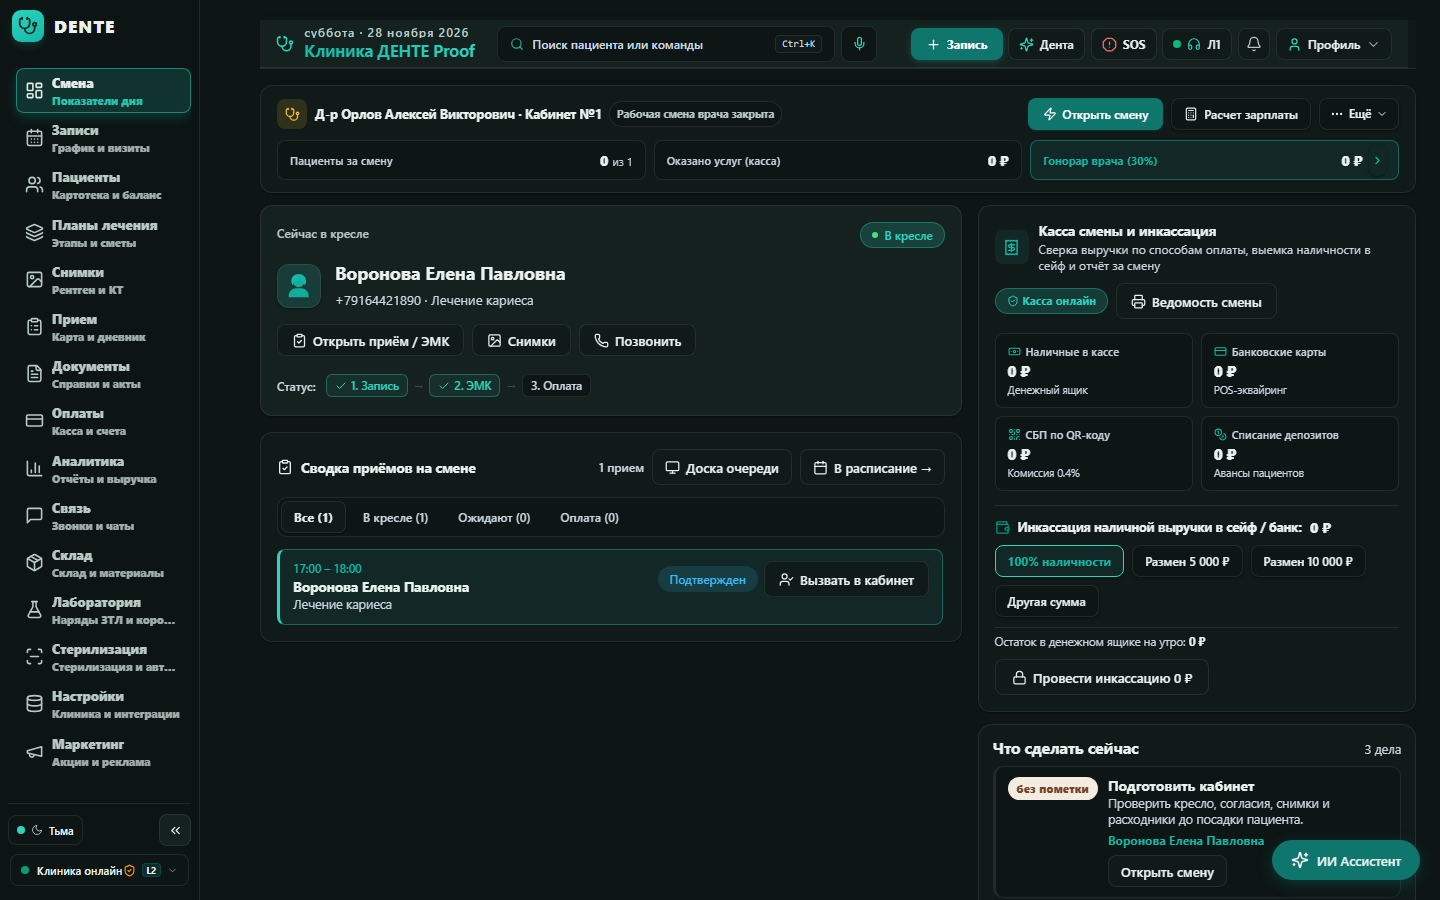 DENTE
Смена
Показатели дня
Записи
График и визиты
Пациенты
Картотека и баланс
Планы лечения
Этапы и сметы
Снимки
Рентген и КТ
Прием
Карта и дневник
Документы
Справки и акты
Оплаты
Касса и счета
Аналитика
Отчёты и выручка
Связь
Звонки и чаты
Склад
Склад и материалы
Лаборатория
Наряды ЗТЛ и коро...
Стерилизация
Стерилизация и авт...
Настройки
Клиника и интеграции
Маркетинг
Акции и реклама
Тьма
Клиника онлайн L2
суббота · 28 ноября 2026
Клиника ДЕНТЕ Proof
Поиск пациента или команды Ctrl+K
Запись
Дента
SOS
Л1
Профиль
Д-р Орлов Алексей Викторович · Кабинет №1 Рабочая смена врача закрыта
Открыть смену
Расчет зарплаты
Ещё
Пациенты за смену 0 из 1
Оказано услуг (касса) 0 ₽
Гонорар врача (30%) 0 ₽
Сейчас в кресле
В кресле
Воронова Елена Павловна
+79164421890 · Лечение кариеса
Открыть приём / ЭМК
Снимки
Позвонить
Статус: 1. Запись → 2. ЭМК → 3. Оплата
Сводка приёмов на смене
1 прием
Доска очереди
В расписание →
Все (1) В кресле (1) Ожидают (0) Оплата (0)
17:00 – 18:00
Воронова Елена Павловна
Лечение кариеса
Подтвержден
Вызвать в кабинет
Касса смены и инкассация
Сверка выручки по способам оплаты, выемка наличности в
сейф и отчёт за смену
Касса онлайн
Ведомость смены
Наличные в кассе
0 ₽
Денежный ящик
Банковские карты
0 ₽
POS-эквайринг
СБП по QR-коду
0 ₽
Комиссия 0.4%
Списание депозитов
0 ₽
Авансы пациентов
Инкассация наличной выручки в сейф / банк: 0 ₽
100% наличности
Размен 5 000 ₽
Размен 10 000 ₽
Другая сумма
Остаток в денежном ящике на утро: 0 ₽
Провести инкассацию 0 ₽
Что сделать сейчас
3 дела
без пометки
Подготовить кабинет
Проверить кресло, согласия, снимки и
расходники до посадки пациента.
Воронова Елена Павловна
Открыть смену
ИИ Ассистент